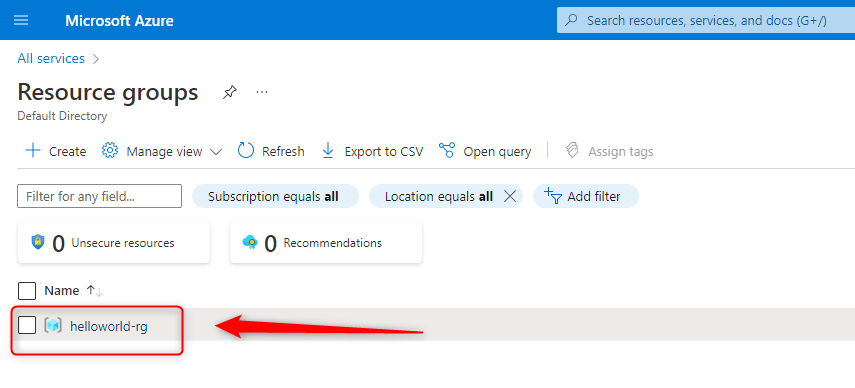 Microsoft Azure
Search resources, services, and docs (G+/)
All services
Resource groups
Default Directory
Create
Manage view
Refresh
Export to CSV
Open query
Assign tags
Filter for any field...
Subscription equals all
Location equals all
Add filter
0 Unsecure resources
0 Recommendations
Name
helloworld-rg